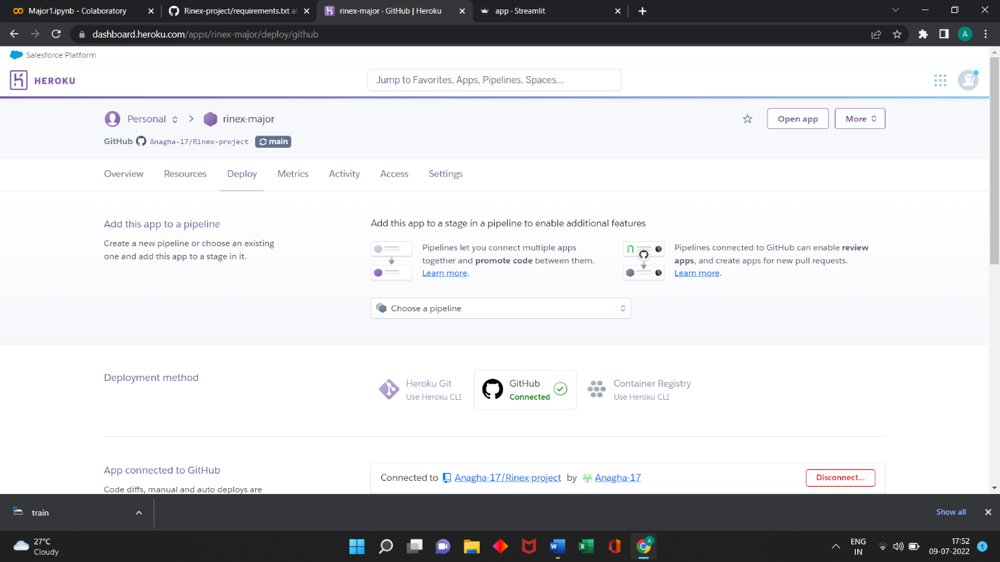 Major1.ipynb - Colaboratory
Rinex-project/requirements.txt at
rinex-major · GitHub | Heroku
app · Streamlit
dashboard.heroku.com/apps/rinex-major/deploy/github
A
Salesforce Platform
HEROKU
Jump to Favorites, Apps, Pipelines, Spaces...
Personal
rinex-major
Open app
More
GitHub Anagha-17/Rinex-project main
Overview
Resources
Deploy
Metrics
Activity
Access
Settings
Add this app to a pipeline
Create a new pipeline or choose an existing
one and add this app to a stage in it.
Add this app to a stage in a pipeline to enable additional features
Pipelines let you connect multiple apps
together and promote code between them.
Learn more.
Pipelines connected to GitHub can enable review
apps, and create apps for new pull requests.
Learn more.
Choose a pipeline
Deployment method
Heroku Git
Use Heroku CLI
GitHub
Connected
Container Registry
Use Heroku CLI
App connected to GitHub
Code diffs, manual and auto deploys are
Connected to Anagha-17/Rinex-project by Anagha-17
Disconnect...
train
Show all
27°C
Cloudy
W
X
A
ENG
IN
17:52
09-07-2022
1